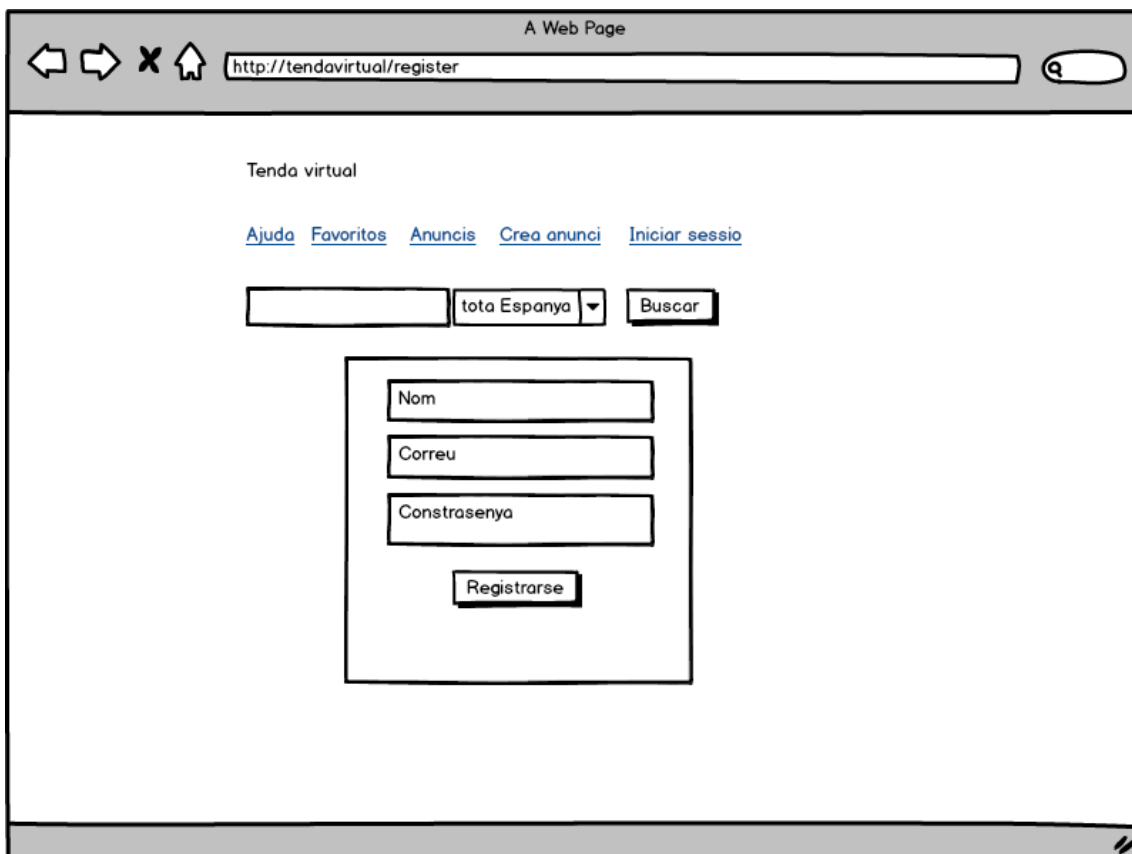 A Web Page
http://tendavirtual/register
Tenda virtual
Ajuda Favoritos Anuncis Crea anunci Iniciar sessio
tota Espanya Buscar
Nom
Correu
Constrasenya
Registrarse